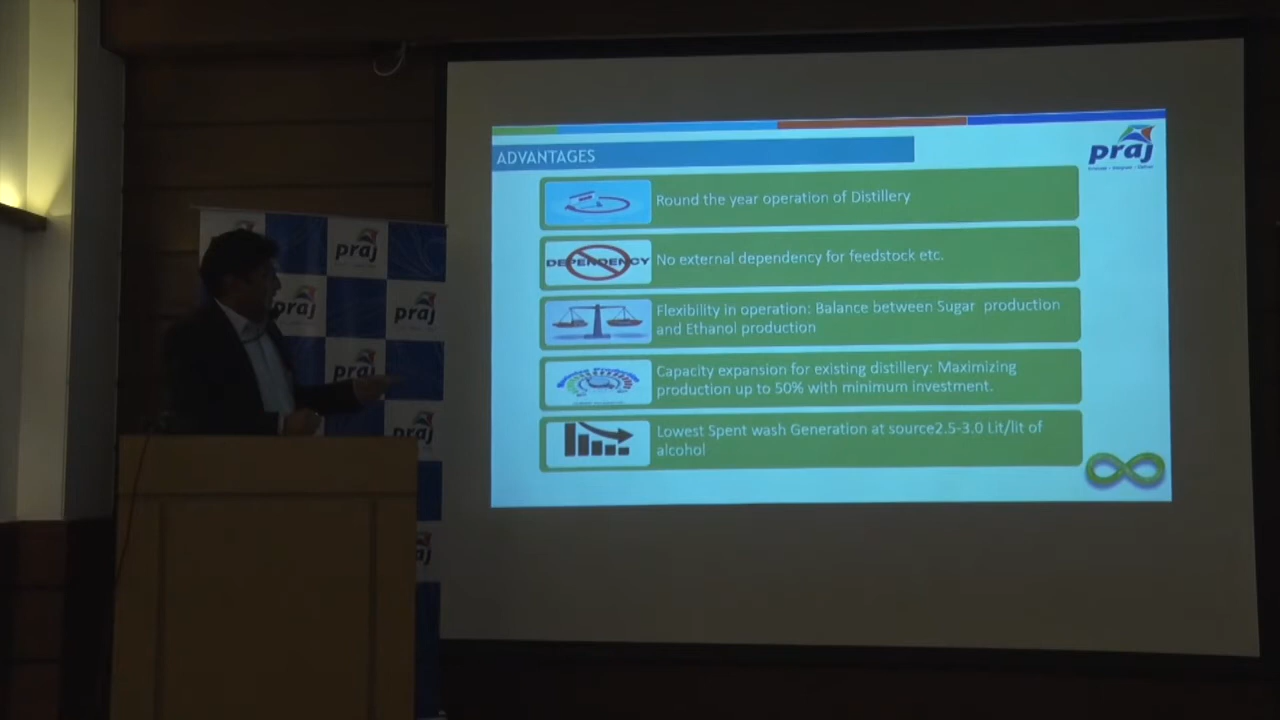 ADVANTAGES
praj
Round the year operation of Distillery
DEPENDENCY
No external dependency for feedstock etc.
Flexibility in operation: Balance between Sugar production
and Ethanol production
Capacity expansion for existing distillery: Maximizing
production up to 50% with minimum investment.
Lowest Spent wash Generation at source2.5-3.0 Lit/lit of
alcohol
praj
praj
praj
praj
praj
aj